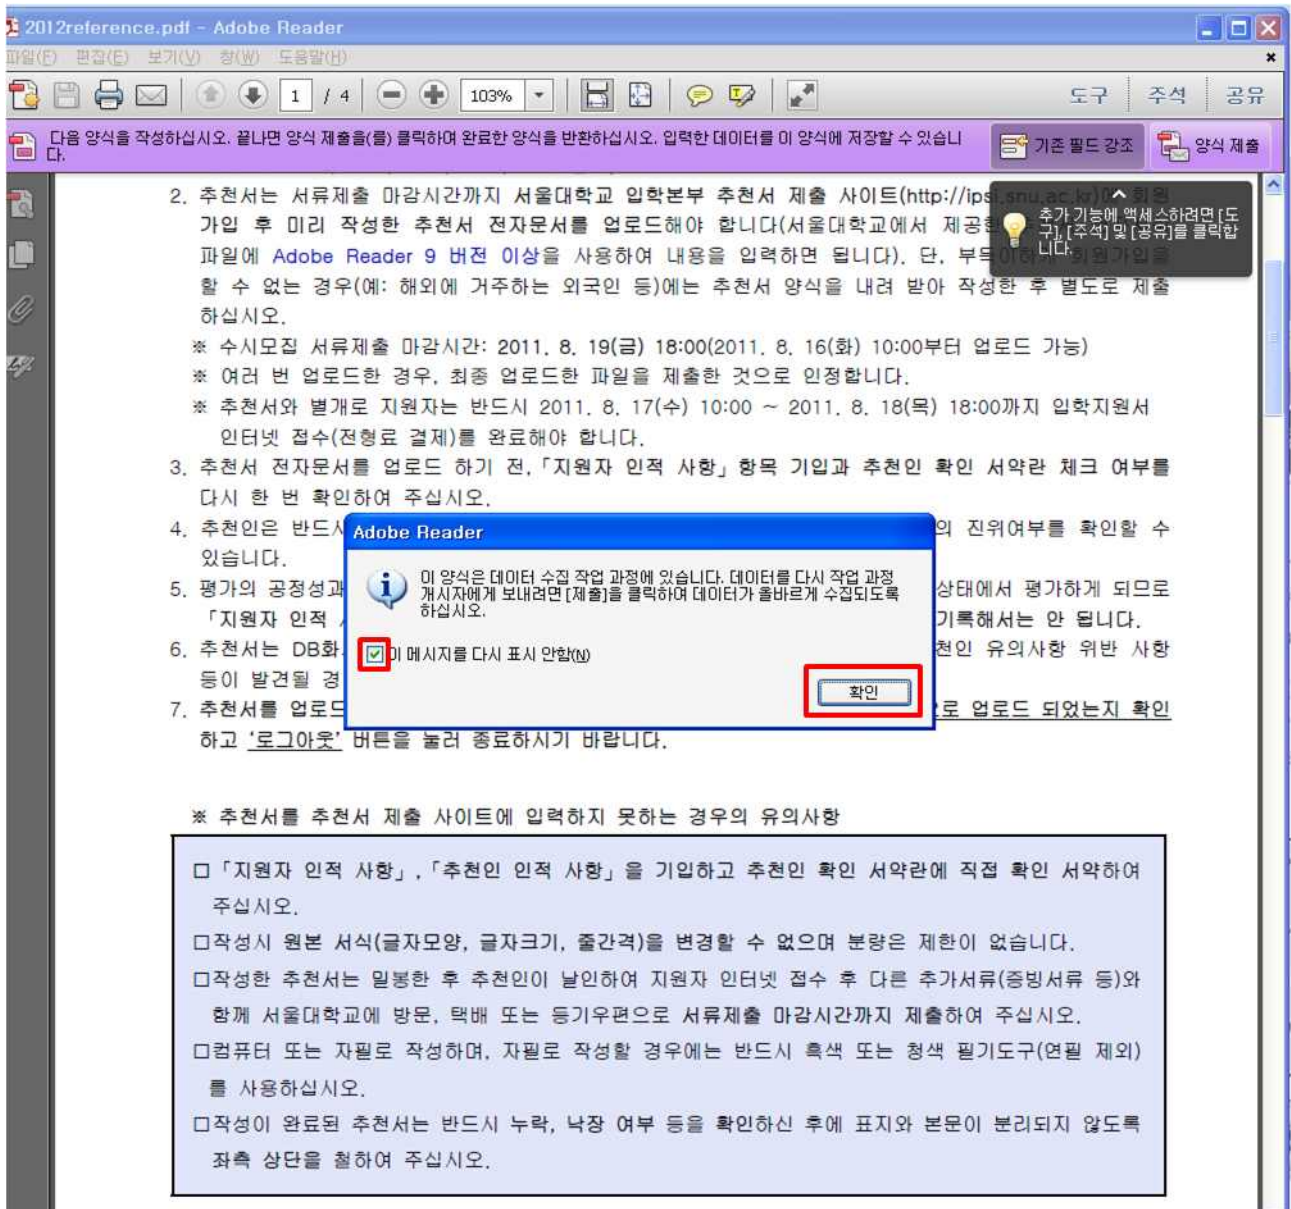 2012reference.pdf - Adobe Reader
파일(F) 편집(E) 보기(V) 창(W) 도움말(H)
1 / 4 103% 도구 주석 공유
다음 양식을 작성하십시오. 끝나면 양식 제출을(를) 클릭하여 완료한 양식을 반환하십시오. 입력한 데이터를 이 양식에 저장할 수 있습니
다.
기존 필드 강조 양식 제출
2. 추천서는 서류제출 마감시간까지 서울대학교 입학본부 추천서 제출 사이트(http://ipsi.snu.ac.kr)에 회원
가입 후 미리 작성한 추천서 전자문서를 업로드해야 합니다(서울대학교에서 제공한
파일에 Adobe Reader 9 버전 이상을 사용하여 내용을 입력하면 됩니다). 단, 부득이하게 회원가입을
할 수 없는 경우(예: 해외에 거주하는 외국인 등)에는 추천서 양식을 내려 받아 작성한 후 별도로 제출
하십시오.
추가 기능에 액세스하려면 [도
구], [주석] 및 [공유]를 클릭합
니다.
※ 수시모집 서류제출 마감시간: 2011. 8. 19(금) 18:00(2011. 8. 16(화) 10:00부터 업로드 가능)
※ 여러 번 업로드한 경우, 최종 업로드한 파일을 제출한 것으로 인정합니다.
※ 추천서와 별개로 지원자는 반드시 2011. 8. 17(수) 10:00 ~ 2011. 8. 18(목) 18:00까지 입학지원서
인터넷 접수(전형료 결제)를 완료해야 합니다.
3. 추천서 전자문서를 업로드 하기 전,「지원자 인적 사항」항목 기입과 추천인 확인 서약란 체크 여부를
다시 한 번 확인하여 주십시오.
4. 추천인은 반드시 의 진위여부를 확인할 수
있습니다.
5. 평가의 공정성과 상태에서 평가하게 되므로
「지원자 인적 기록해서는 안 됩니다.
6. 추천서는 DB화 천인 유의사항 위반 사항
등이 발견될 경
7. 추천서를 업로드 으로 업로드 되었는지 확인
하고 '로그아웃' 버튼을 눌러 종료하시기 바랍니다.
Adobe Reader
이 양식은 데이터 수집 작업 과정에 있습니다. 데이터를 다시 작업 과정
개시자에게 보내려면 [제출]을 클릭하여 데이터가 올바르게 수집되도록
하십시오.
이 메시지를 다시 표시 안함(N)
확인
※ 추천서를 추천서 제출 사이트에 입력하지 못하는 경우의 유의사항
□「지원자 인적 사항」,「추천인 인적 사항」을 기입하고 추천인 확인 서약란에 직접 확인 서약하여
주십시오.
□작성시 원본 서식(글자모양, 글자크기, 줄간격)을 변경할 수 없으며 분량은 제한이 없습니다.
□작성한 추천서는 밀봉한 후 추천인이 날인하여 지원자 인터넷 접수 후 다른 추가서류(증빙서류 등)와
함께 서울대학교에 방문, 택배 또는 등기우편으로 서류제출 마감시간까지 제출하여 주십시오.
□컴퓨터 또는 자필로 작성하며, 자필로 작성할 경우에는 반드시 흑색 또는 청색 필기도구(연필 제외)
를 사용하십시오.
□작성이 완료된 추천서는 반드시 누락, 낙장 여부 등을 확인하신 후에 표지와 본문이 분리되지 않도록
좌측 상단을 철하여 주십시오.